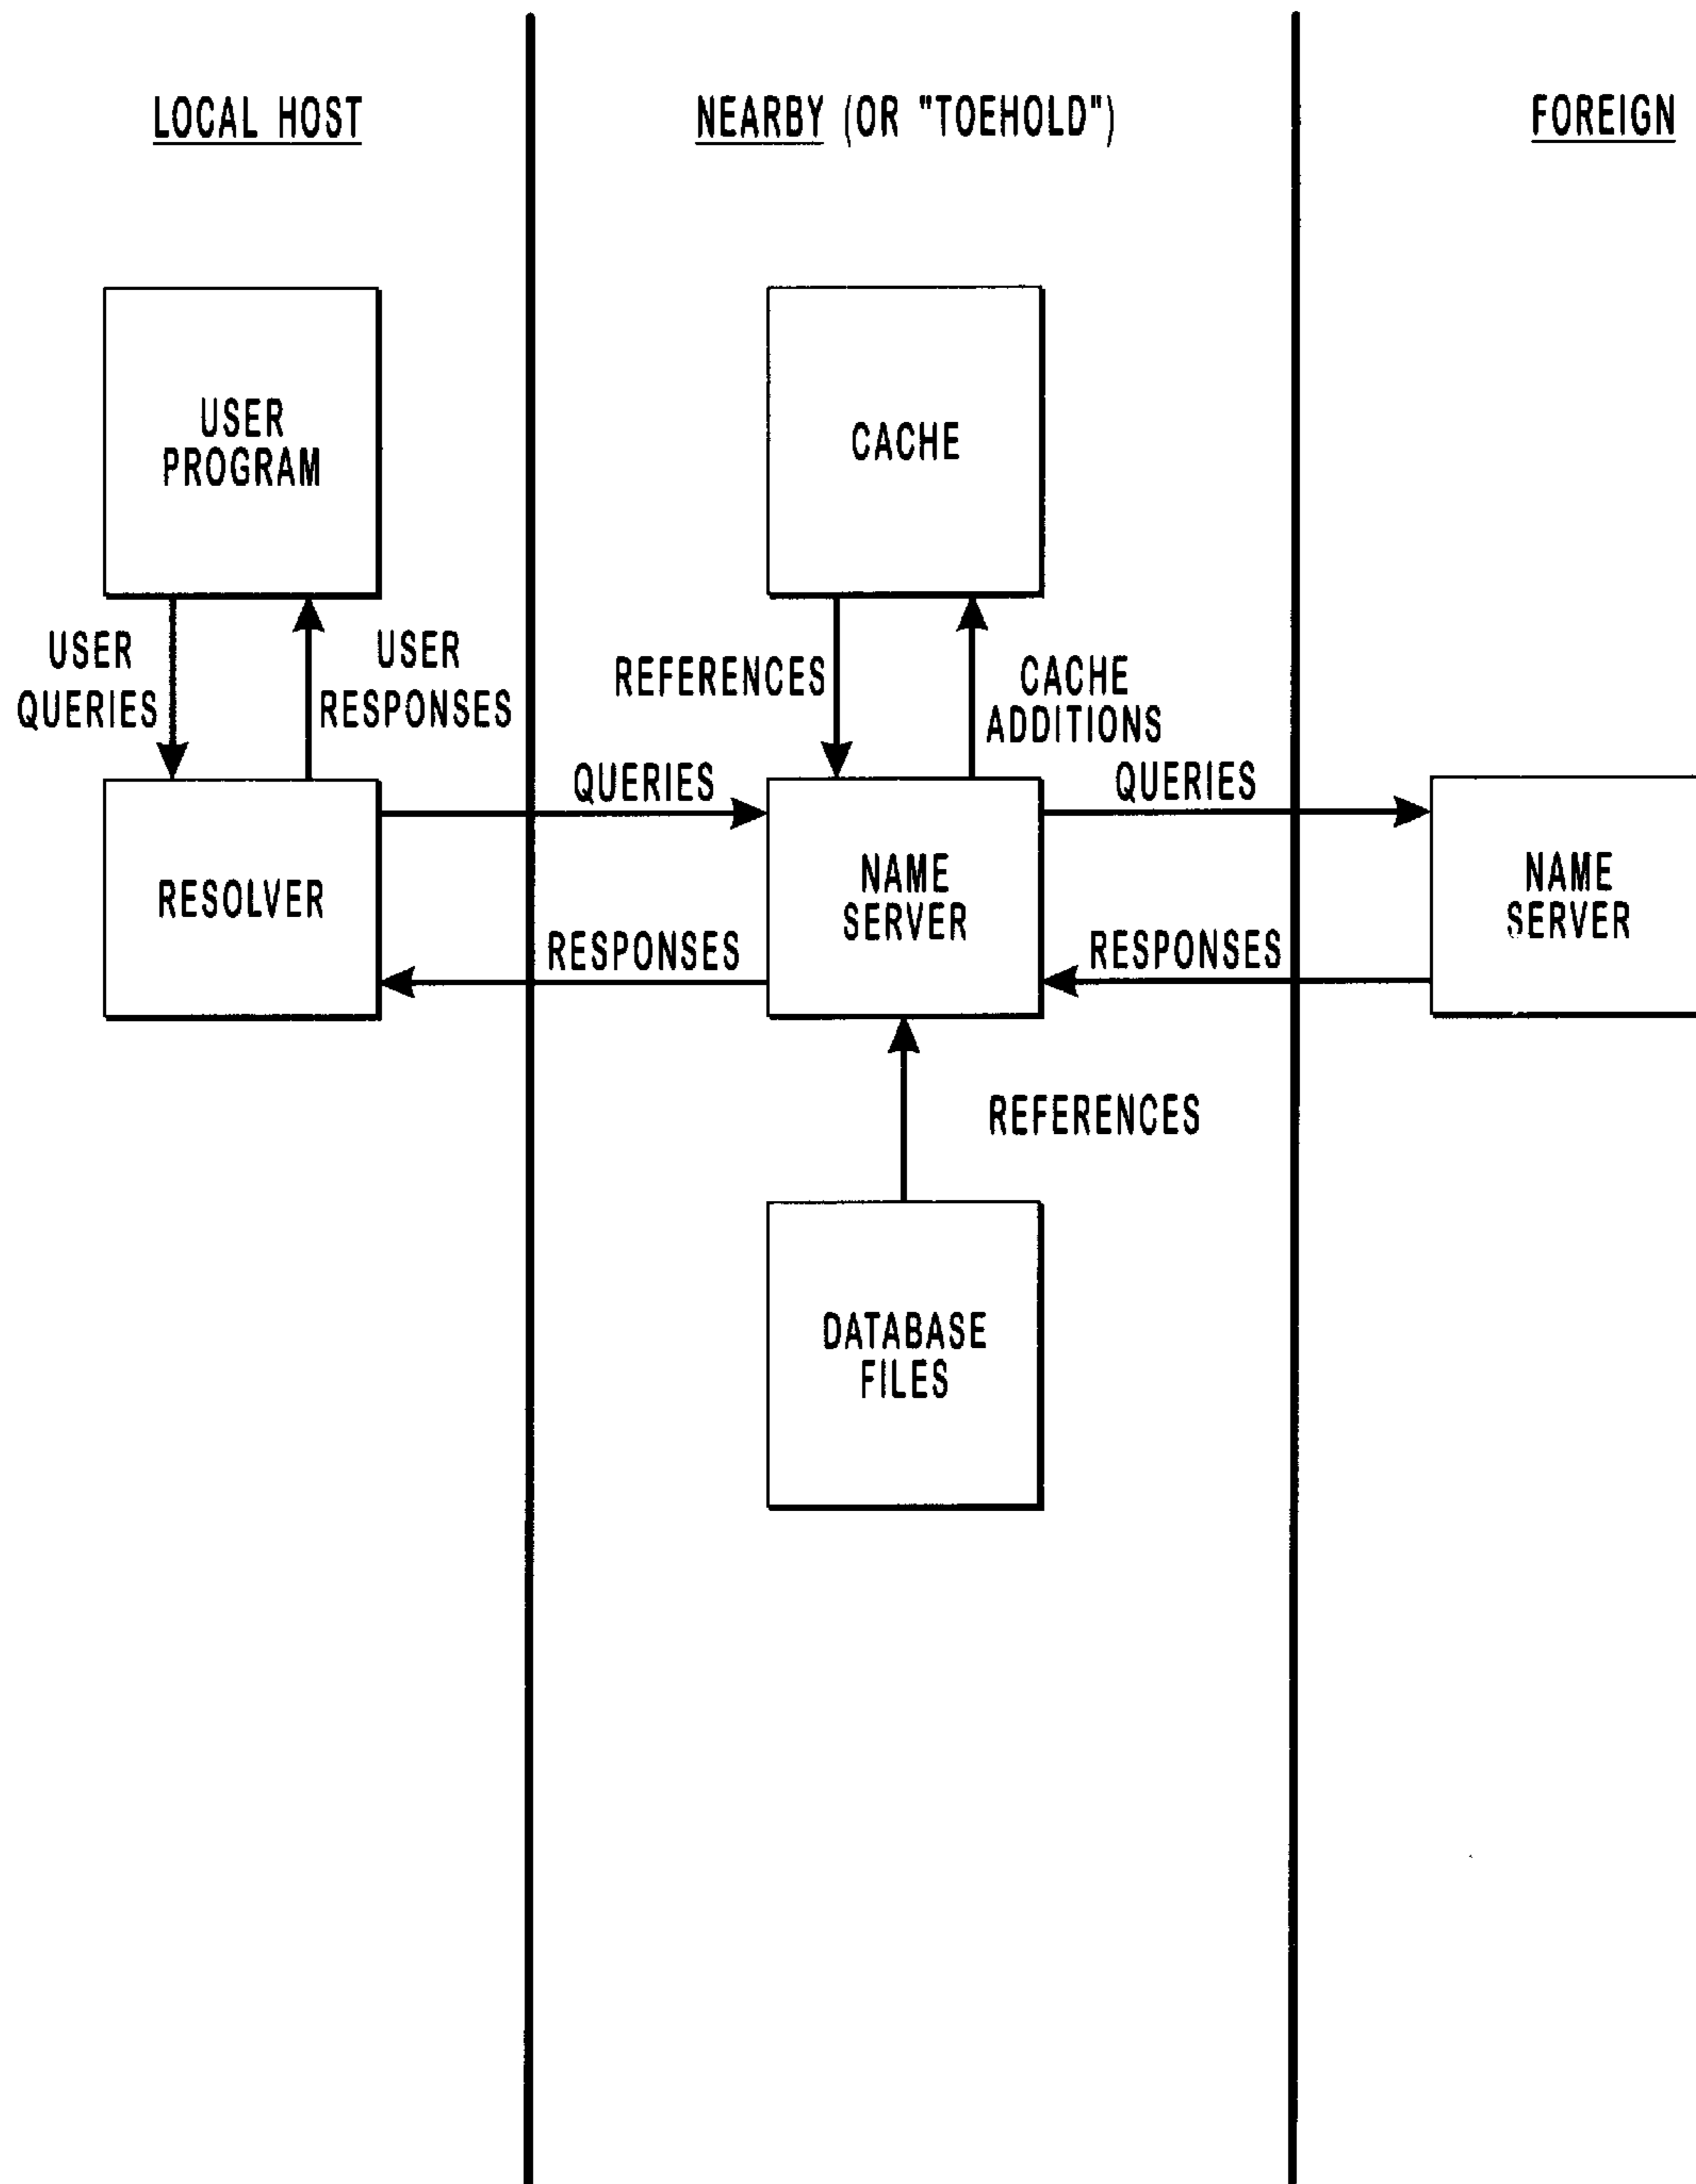 LOCAL HOST
NEARBY (OR "TOEHOLD")
FOREIGN
USER
PROGRAM
CACHE
USER
QUERIES
USER
RESPONSES
REFERENCES
CACHE
ADDITIONS
QUERIES
QUERIES
RESOLVER
NAME
SERVER
NAME
SERVER
RESPONSES
RESPONSES
REFERENCES
DATABASE
FILES